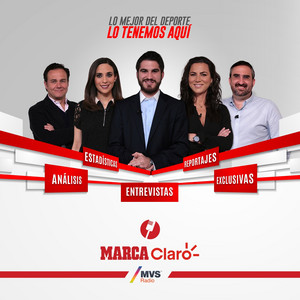 LO MEJOR DEL DEPORTE,
LO TENEMOS AQUÍ
ESTADÍSTICAS
REPORTAJES
ANÁLISIS
ENTREVISTAS
EXCLUSIVAS
MARCA Claro
MVS
Radio